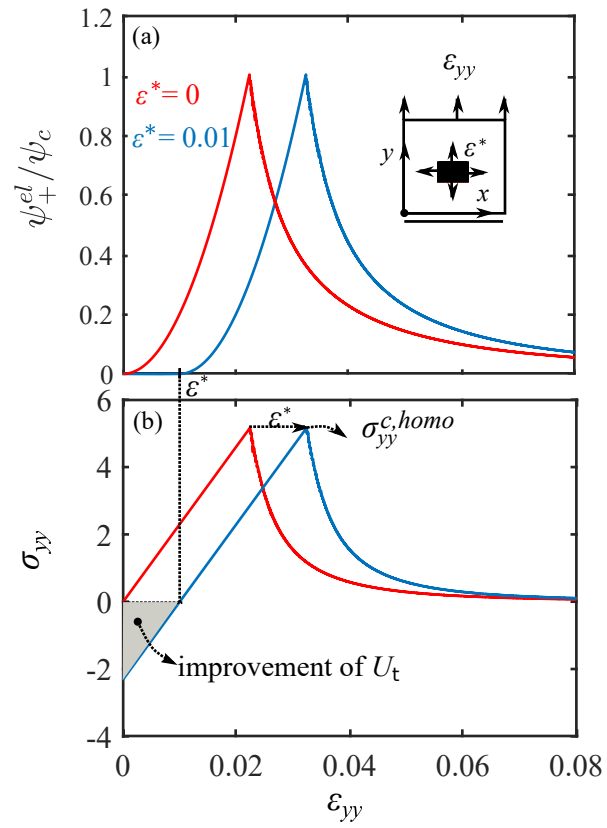 1.2
(a)
1
0.8
0.6
0.4
0.2
0
ψ₊ᵉˡ/ψ_c
ε*= 0
ε*= 0.01
ε_yy
y
ε*
x
ε*
6
(b)
4
2
0
-2
-4
σ_yy
ε*
σ_yy^{c,homo}
improvement of U_t
0
0.02
0.04
0.06
0.08
ε_yy